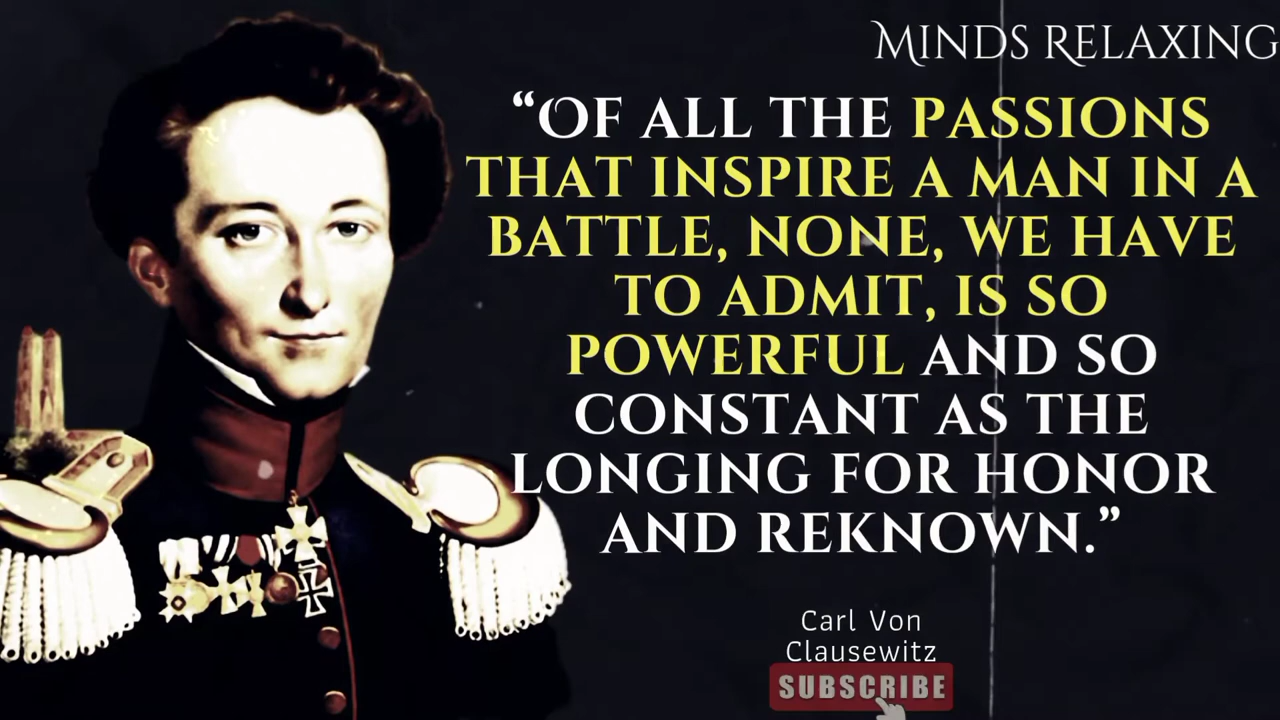 MINDS RELAXING
“OF ALL THE PASSIONS
THAT INSPIRE A MAN IN A
BATTLE, NONE, WE HAVE
TO ADMIT, IS SO
POWERFUL AND SO
CONSTANT AS THE
LONGING FOR HONOR
AND REKNOWN.”
Carl Von
Clausewitz
SUBSCRIBE